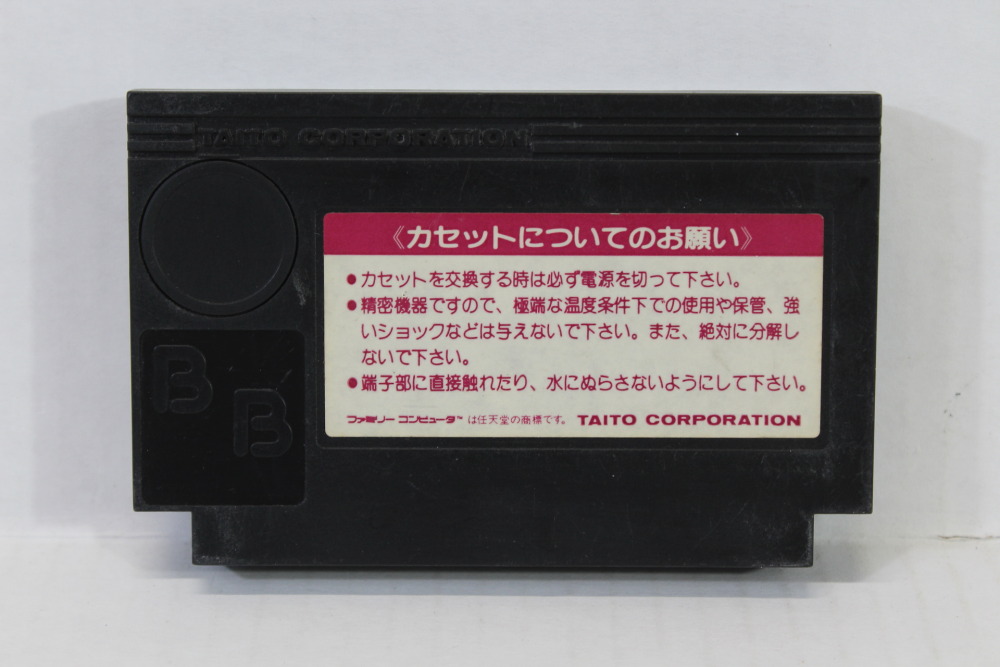 TAITO CORPORATION
《カセットについてのお願い》
●カセットを交換する時は必ず電源を切って下さい。
●精密機器ですので、極端な温度条件下での使用や保管、強
いショックなどは与えないで下さい。また、絶対に分解し
ないで下さい。
●端子部に直接触れたり、水にぬらさないようにして下さい。
ファミリーコンピュータ™は任天堂の商標です。 TAITO CORPORATION
B
B